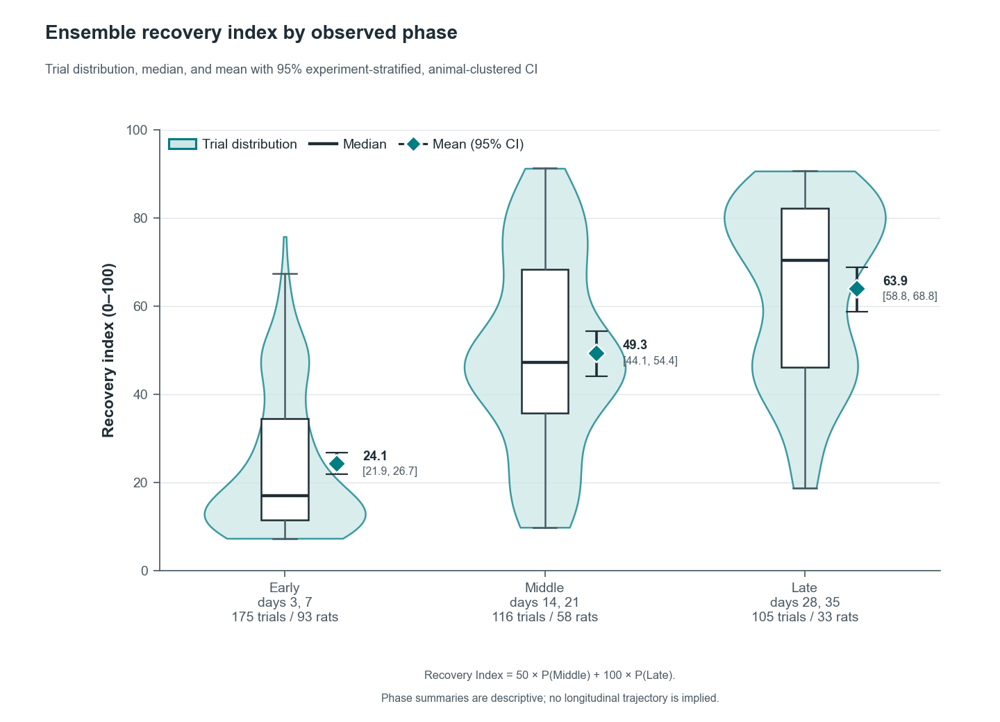 Ensemble recovery index by observed phase
Trial distribution, median, and mean with 95% experiment-stratified, animal-clustered CI
100
Trial distribution
Median
Mean (95% CI)
80
60
40
20
0
Recovery index (0–100)
63.9
[58.8, 68.8]
49.3
[44.1, 54.4]
24.1
[21.9, 26.7]
Early
days 3, 7
175 trials / 93 rats
Middle
days 14, 21
116 trials / 58 rats
Late
days 28, 35
105 trials / 33 rats
Recovery Index = 50 × P(Middle) + 100 × P(Late).
Phase summaries are descriptive; no longitudinal trajectory is implied.